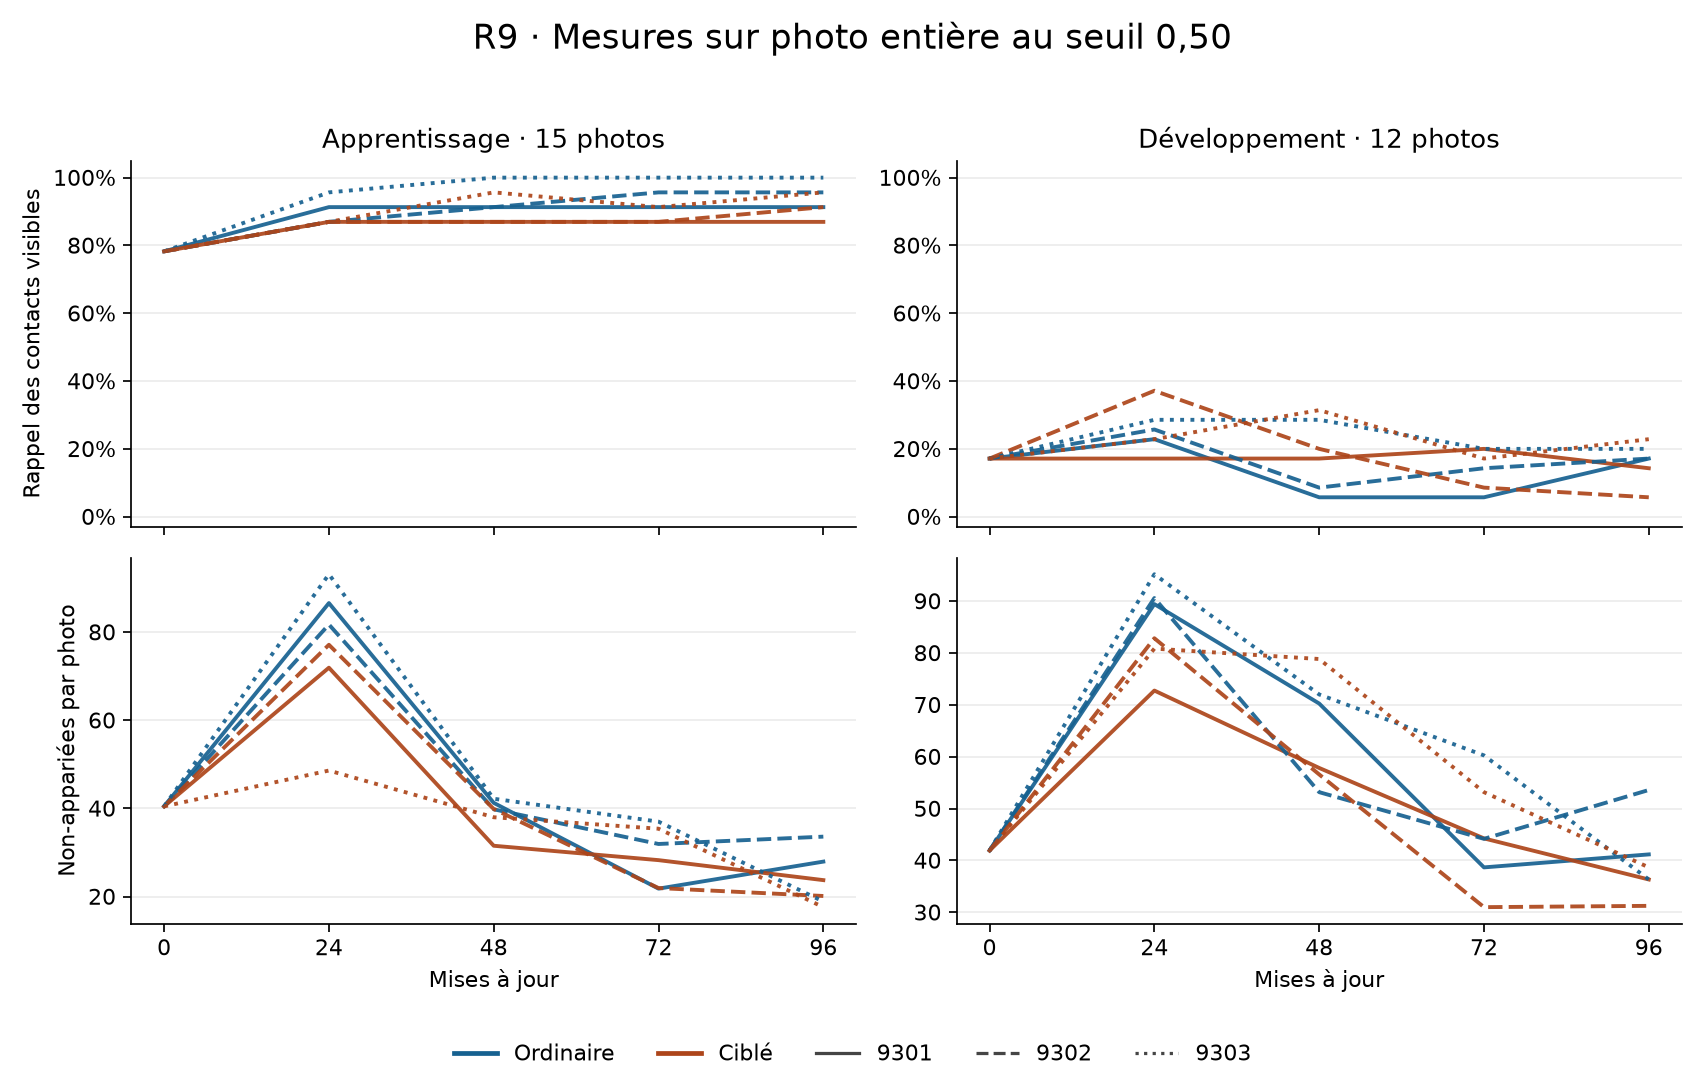 R9 · Mesures sur photo entière au seuil 0,50
Apprentissage · 15 photos
Développement · 12 photos
Rappel des contacts visibles
100%
80%
60%
40%
20%
0%
100%
80%
60%
40%
20%
0%
Non-appariées par photo
80
60
40
20
90
80
70
60
50
40
30
0 24 48 72 96
0 24 48 72 96
Mises à jour
Mises à jour
Ordinaire Ciblé 9301 9302 9303